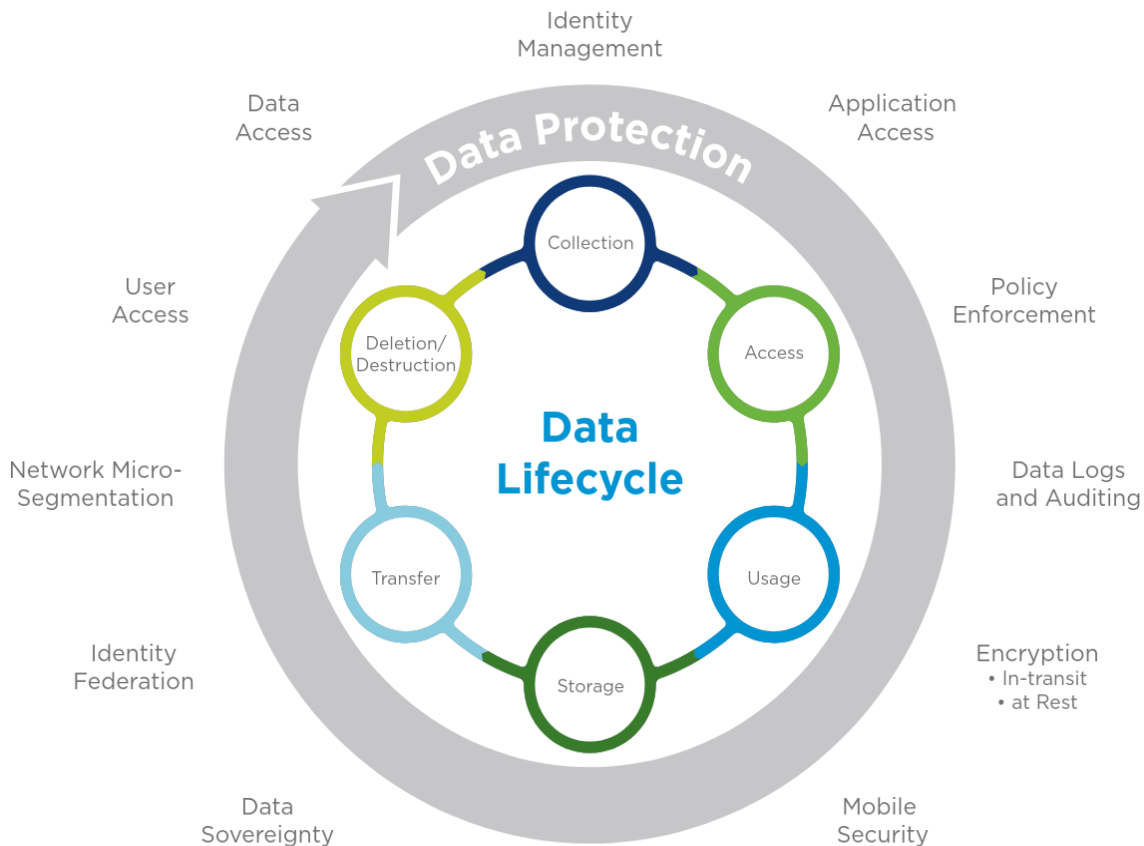 Identity
Management
Data
Access
Application
Access
Data Protection
User
Access
Policy
Enforcement
Network Micro-
Segmentation
Data Logs
and Auditing
Identity
Federation
Encryption
• In-transit
• at Rest
Data
Sovereignty
Mobile
Security
Collection
Access
Usage
Storage
Transfer
Deletion/
Destruction
Data
Lifecycle